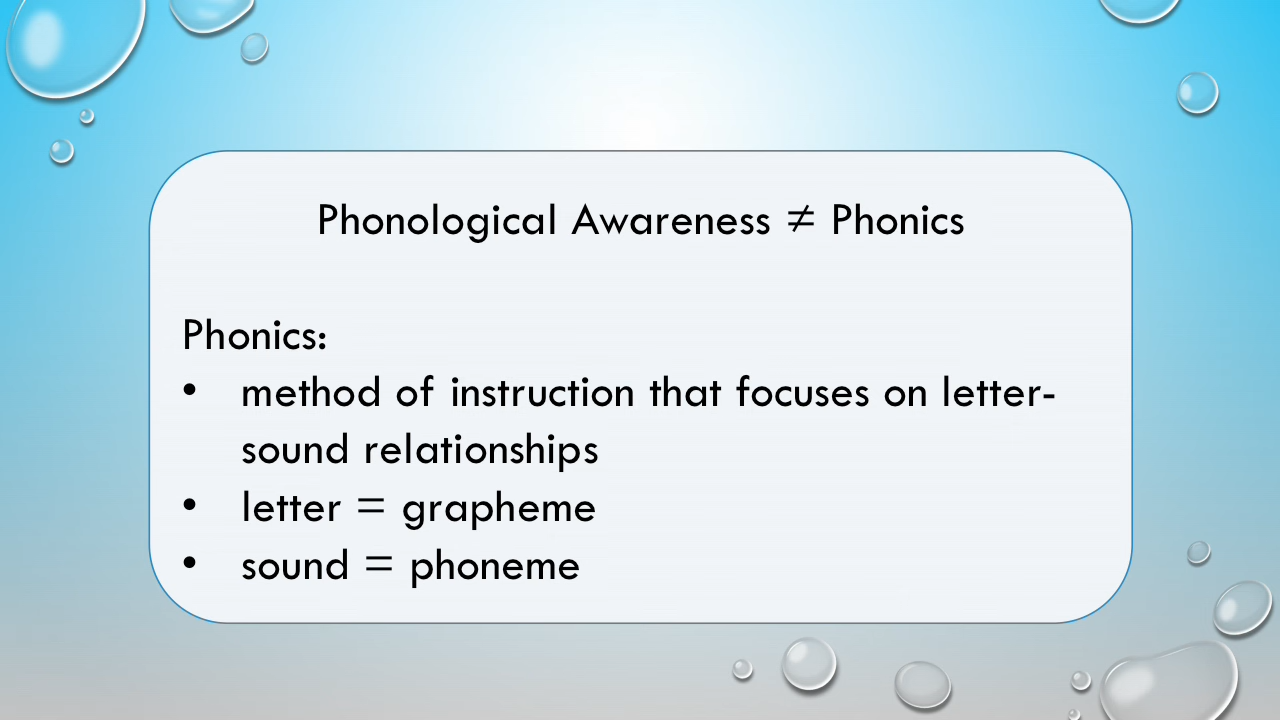 Phonological Awareness ≠ Phonics
Phonics:
• method of instruction that focuses on letter-
sound relationships
• letter = grapheme
• sound = phoneme